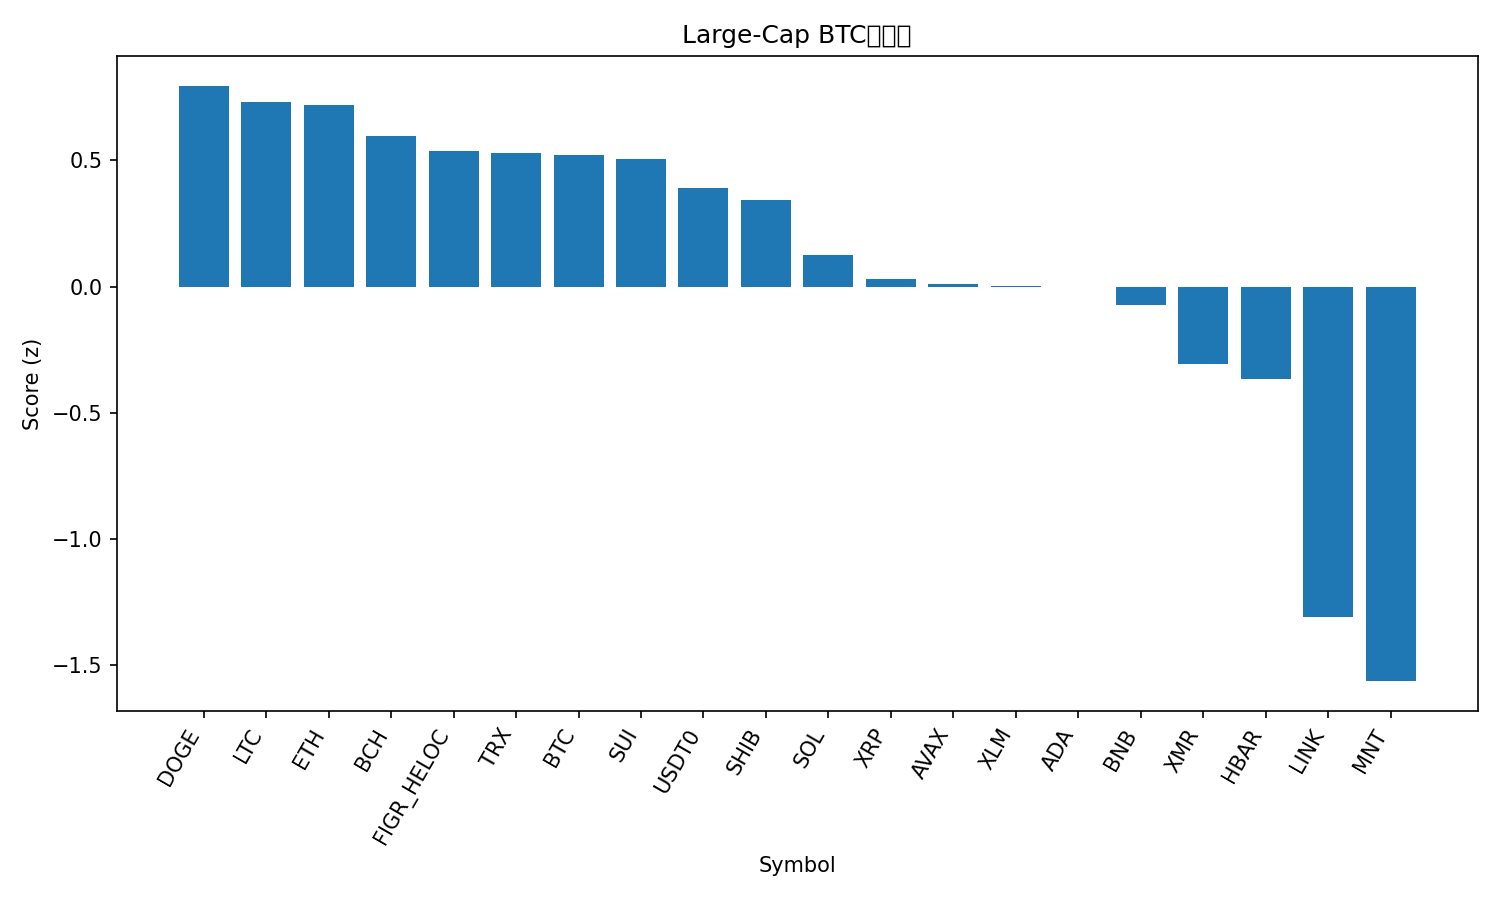 Large-Cap BTC
0.5
0.0
−0.5
−1.0
−1.5
Score (z)
DOGE
LTC
ETH
BCH
FIGR_HELOC
TRX
BTC
SUI
USDT0
SHIB
SOL
XRP
AVAX
XLM
ADA
BNB
XMR
HBAR
LINK
MNT
Symbol